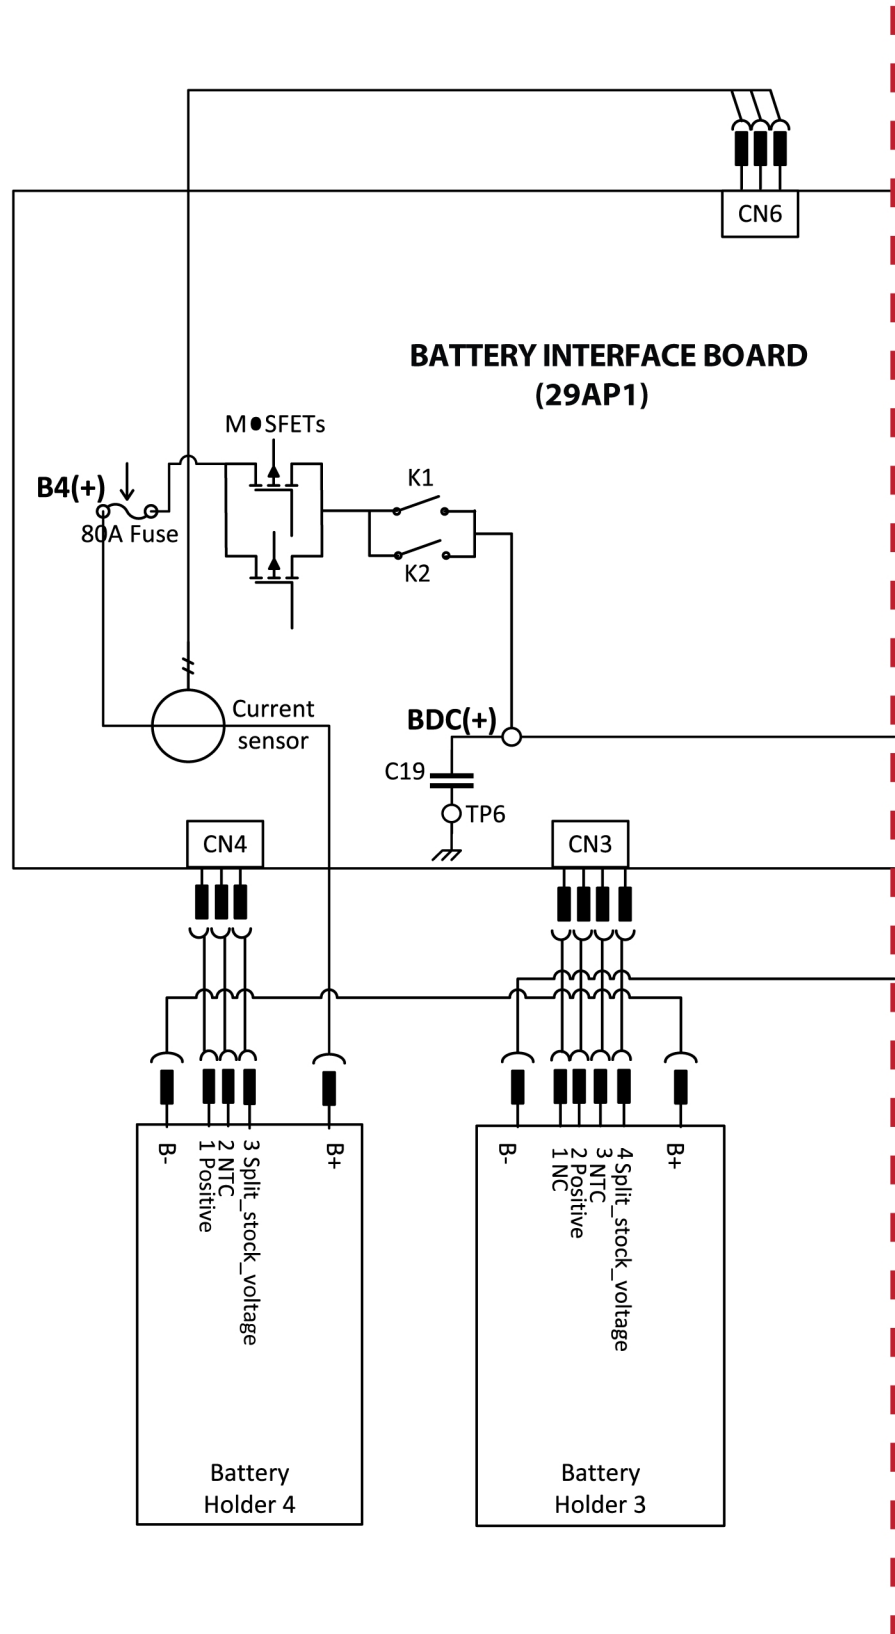 CN6
BATTERY INTERFACE BOARD
(29AP1)
M●SFETs
K1
B4(+)
80A Fuse
K2
Current
sensor
BDC(+)
C19
TP6
CN4
CN3
B-
1 Positive
2 NTC
3 Split_stock_voltage
B+
B-
1 NC
2 Positive
3 NTC
4 Split_stock_voltage
B+
Battery
Holder 4
Battery
Holder 3